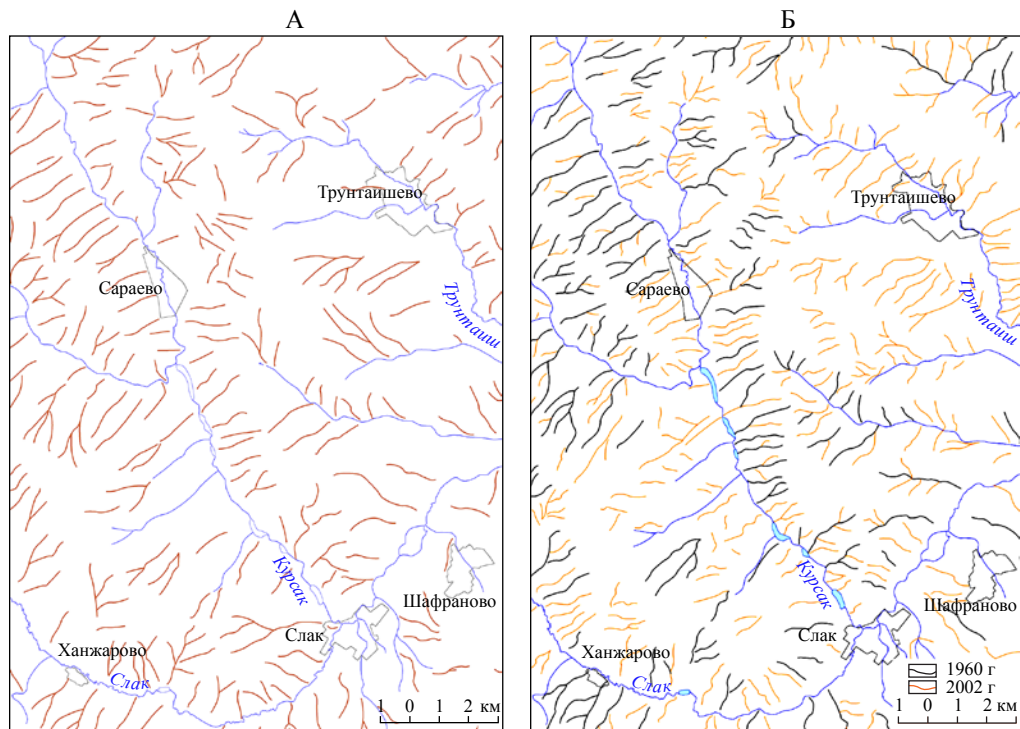 А
Трунтаишево
Сараево
Трунтаиш
Курсак
Шафраново
Слак
Ханжарово
Слак
1 0 1 2 км
Б
Трунтаишево
Сараево
Трунтаиш
Курсак
Шафраново
Слак
Ханжарово
Слак
1960 г
2002 г
1 0 1 2 км